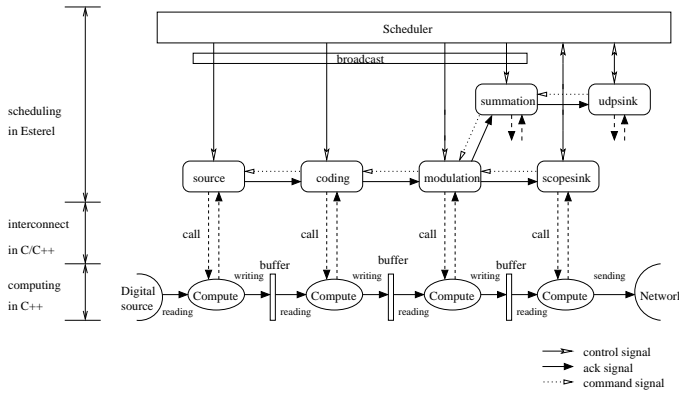 Scheduler
broadcast
summation
udpsink
scheduling
in Esterel
source
coding
modulation
scopesink
interconnect
in C/C++
call
call
call
call
computing
in C++
Digital
source
reading
Compute
writing
buffer
reading
Compute
writing
buffer
reading
Compute
writing
buffer
reading
Compute
sending
Network
control signal
ack signal
command signal